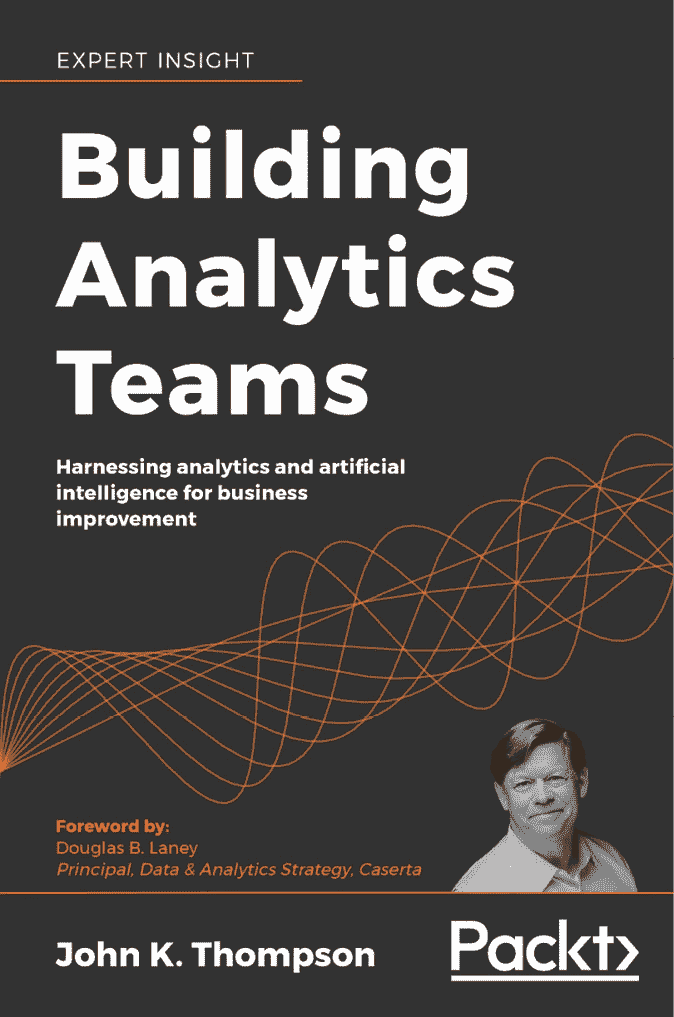 EXPERT INSIGHT
Building
Analytics
Teams
Harnessing analytics and artificial
intelligence for business
improvement
Foreword by:
Douglas B. Laney
Principal, Data & Analytics Strategy, Caserta
John K. Thompson
Packt